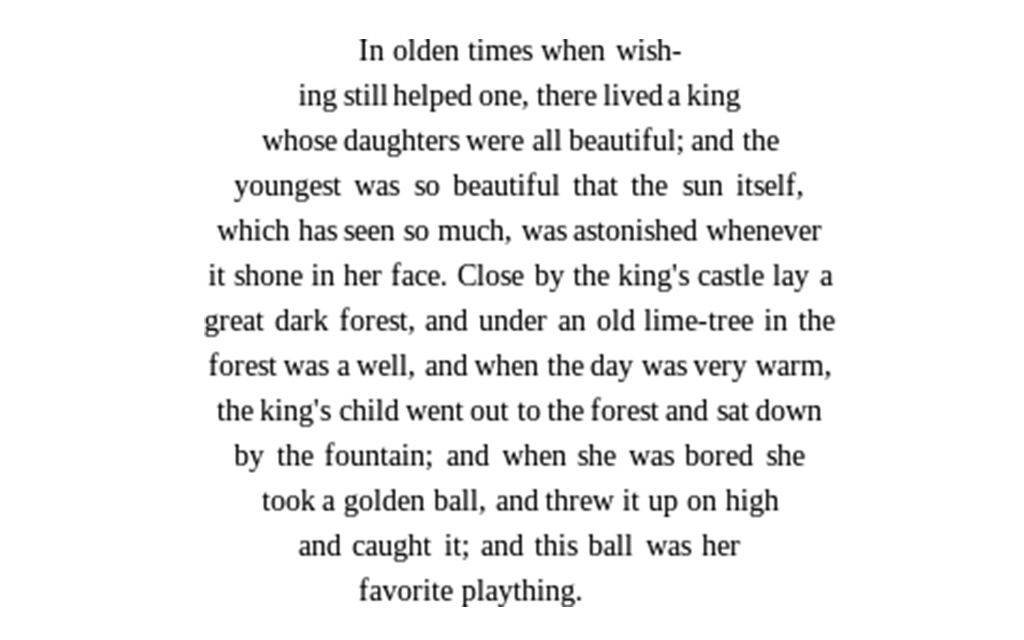 In olden times when wish-
ing still helped one, there lived a king
whose daughters were all beautiful; and the
youngest was so beautiful that the sun itself,
which has seen so much, was astonished whenever
it shone in her face. Close by the king's castle lay a
great dark forest, and under an old lime-tree in the
forest was a well, and when the day was very warm,
the king's child went out to the forest and sat down
by the fountain; and when she was bored she
took a golden ball, and threw it up on high
and caught it; and this ball was her
favorite plaything.